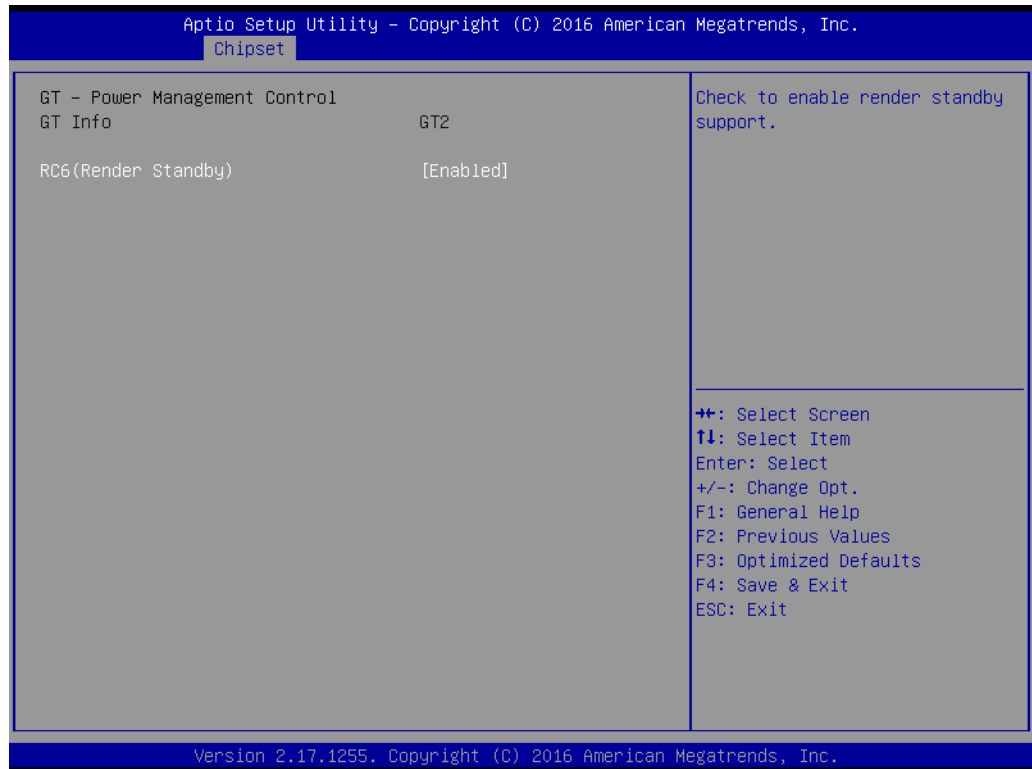 Aptio Setup Utility – Copyright (C) 2016 American Megatrends, Inc.
Chipset
GT – Power Management Control
GT Info GT2
RC6(Render Standby) [Enabled]
Check to enable render standby
support.
→←: Select Screen
↑↓: Select Item
Enter: Select
+/-: Change Opt.
F1: General Help
F2: Previous Values
F3: Optimized Defaults
F4: Save & Exit
ESC: Exit
Version 2.17.1255. Copyright (C) 2016 American Megatrends, Inc.